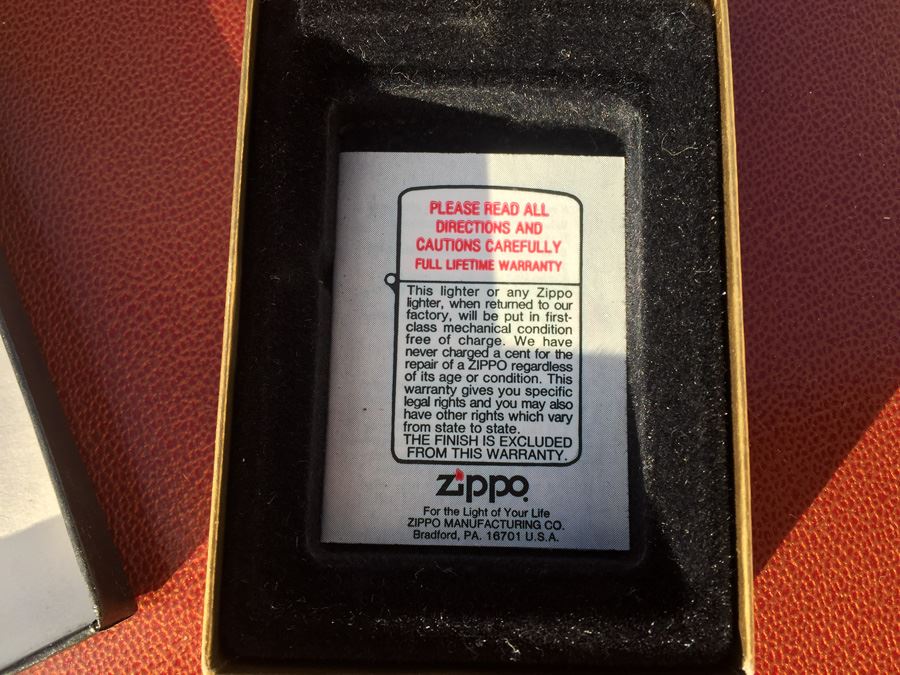 PLEASE READ ALL
DIRECTIONS AND
CAUTIONS CAREFULLY
FULL LIFETIME WARRANTY
This lighter or any Zippo
lighter, when returned to our
factory, will be put in first-
class mechanical condition
free of charge. We have
never charged a cent for the
repair of a ZIPPO regardless
of its age or condition. This
warranty gives you specific
legal rights and you may also
have other rights which vary
from state to state.
THE FINISH IS EXCLUDED
FROM THIS WARRANTY.
zippo
For the Light of Your Life
ZIPPO MANUFACTURING CO.
Bradford, PA. 16701 U.S.A.